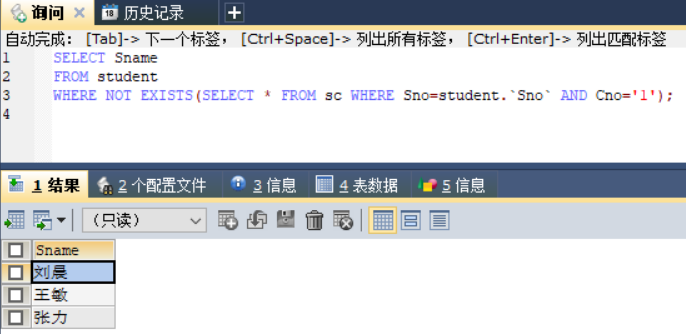 询问 历史记录
自动完成： [Tab]-> 下一个标签， [Ctrl+Space]-> 列出所有标签， [Ctrl+Enter]-> 列出匹配标签
1 SELECT Sname
2 FROM student
3 WHERE NOT EXISTS(SELECT * FROM sc WHERE Sno=student.`Sno` AND Cno='1');
4
1 结果 2 个配置文件 3 信息 4 表数据 5 信息
（只读）
Sname
刘晨
王敏
张力